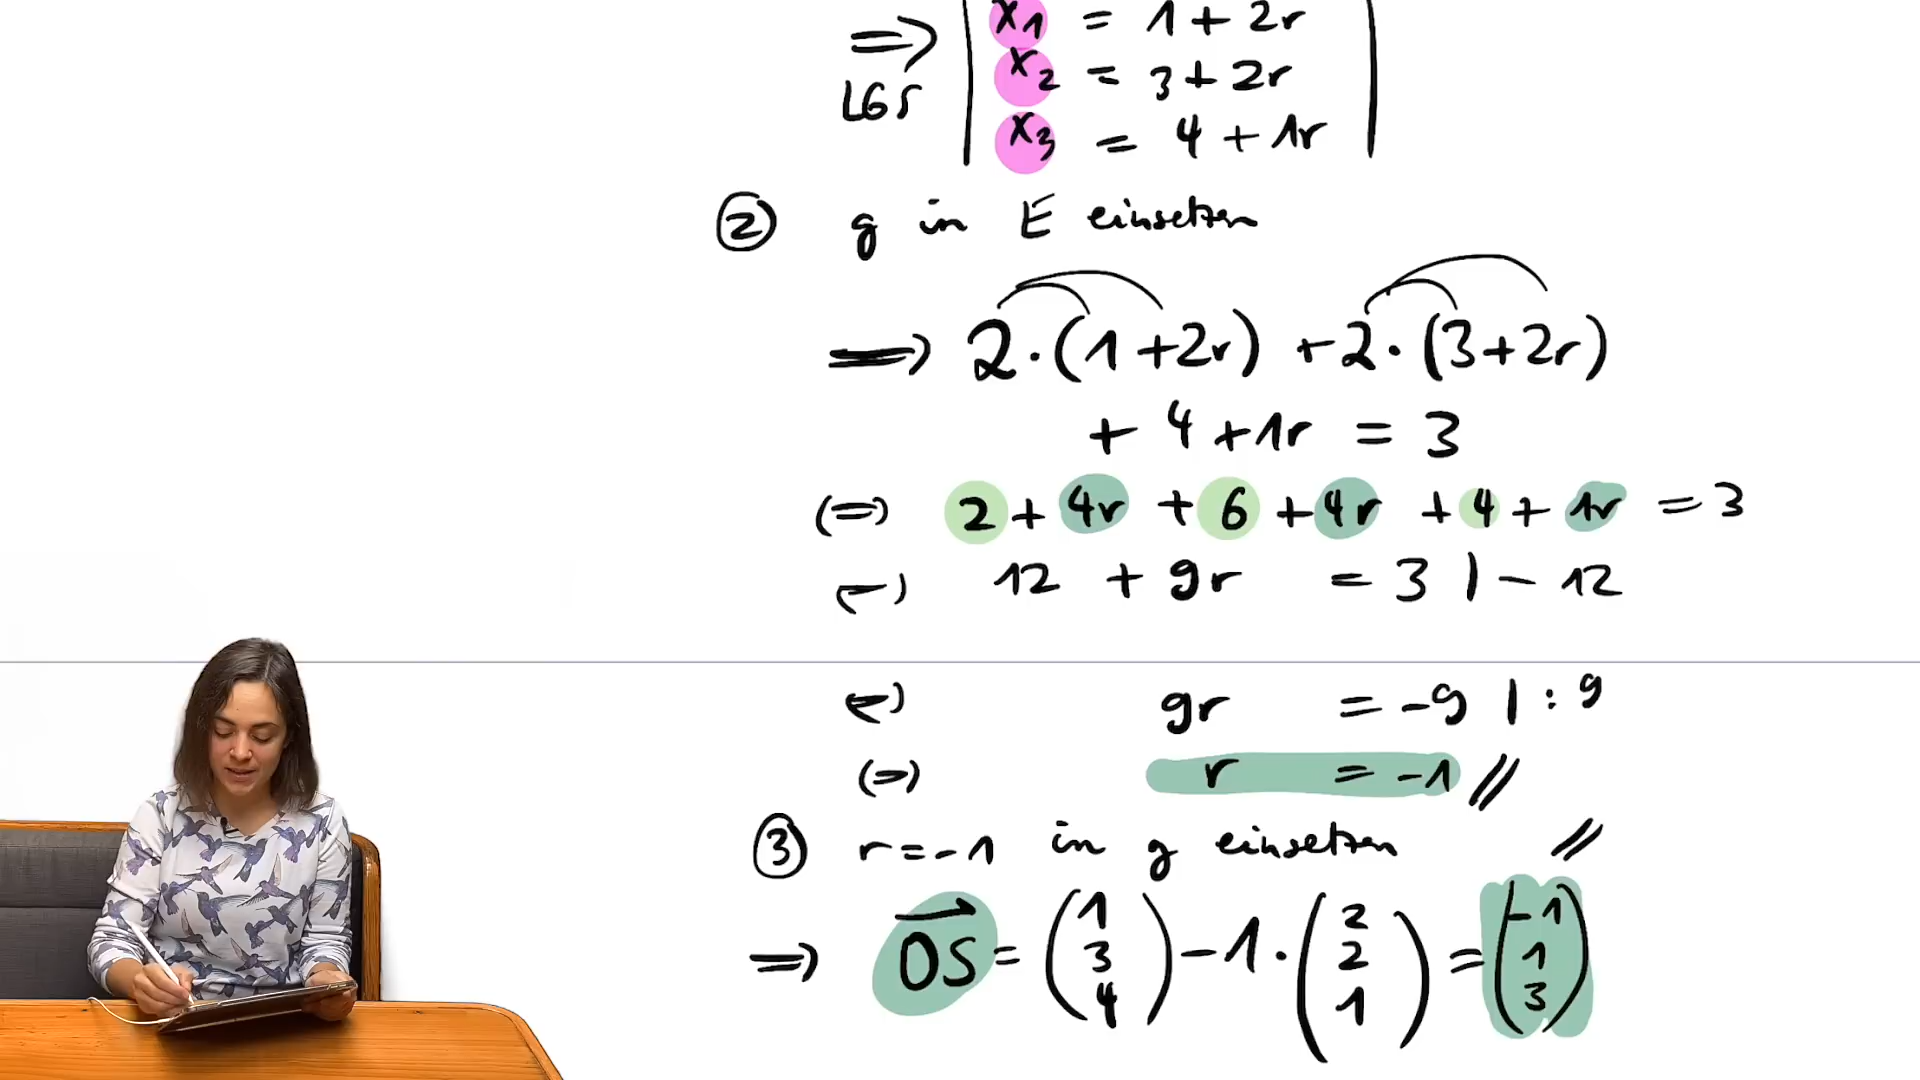 x₁ = 1 + 2r
⇒ x₂ = 3 + 2r
LGS x₃ = 4 + 1r
② g in E einsetzen
⇒ 2·(1+2r) + 2·(3+2r)
+ 4 + 1r = 3
⇔ 2 + 4r + 6 + 4r + 4 + 1r = 3
⇔ 12 + 9r = 3 | - 12
⇔ 9r = -9 | : 9
⇔ r = -1 //
③ r = -1 in g einsetzen //
⇒ \overrightarrow{OS} = (1 3 4) - 1 · (2 2 1) = (-1 1 3)